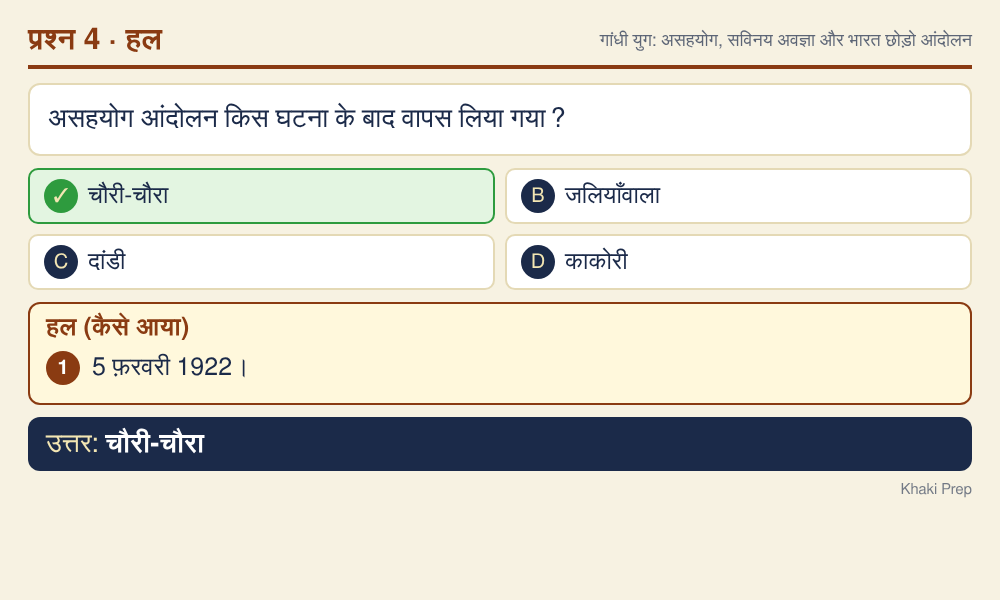 प्रश्न 4 · हल
गांधी युग: असहयोग, सविनय अवज्ञा और भारत छोड़ो आंदोलन
असहयोग आंदोलन किस घटना के बाद वापस लिया गया ?
✓ चौरी-चौरा
B जलियाँवाला
C दांडी
D काकोरी
हल (कैसे आया)
1 5 फ़रवरी 1922।
उत्तर: चौरी-चौरा
Khaki Prep